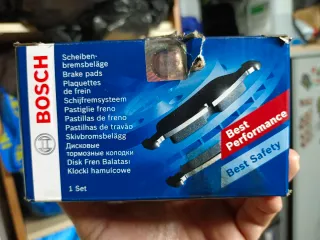 BOSCH
Scheiben-
bremsbeläge
Brake pads
Plaquettes
de frein
Schijfremsysteem
Pastiglie freno
Pastillas de freno
Pastilhas de travão
Skivbromsbelägg
Дисковые
тормозные колодки
Disk Fren Balatası
Klocki hamulcowe
1 Set
Best
Performance
Best Safety